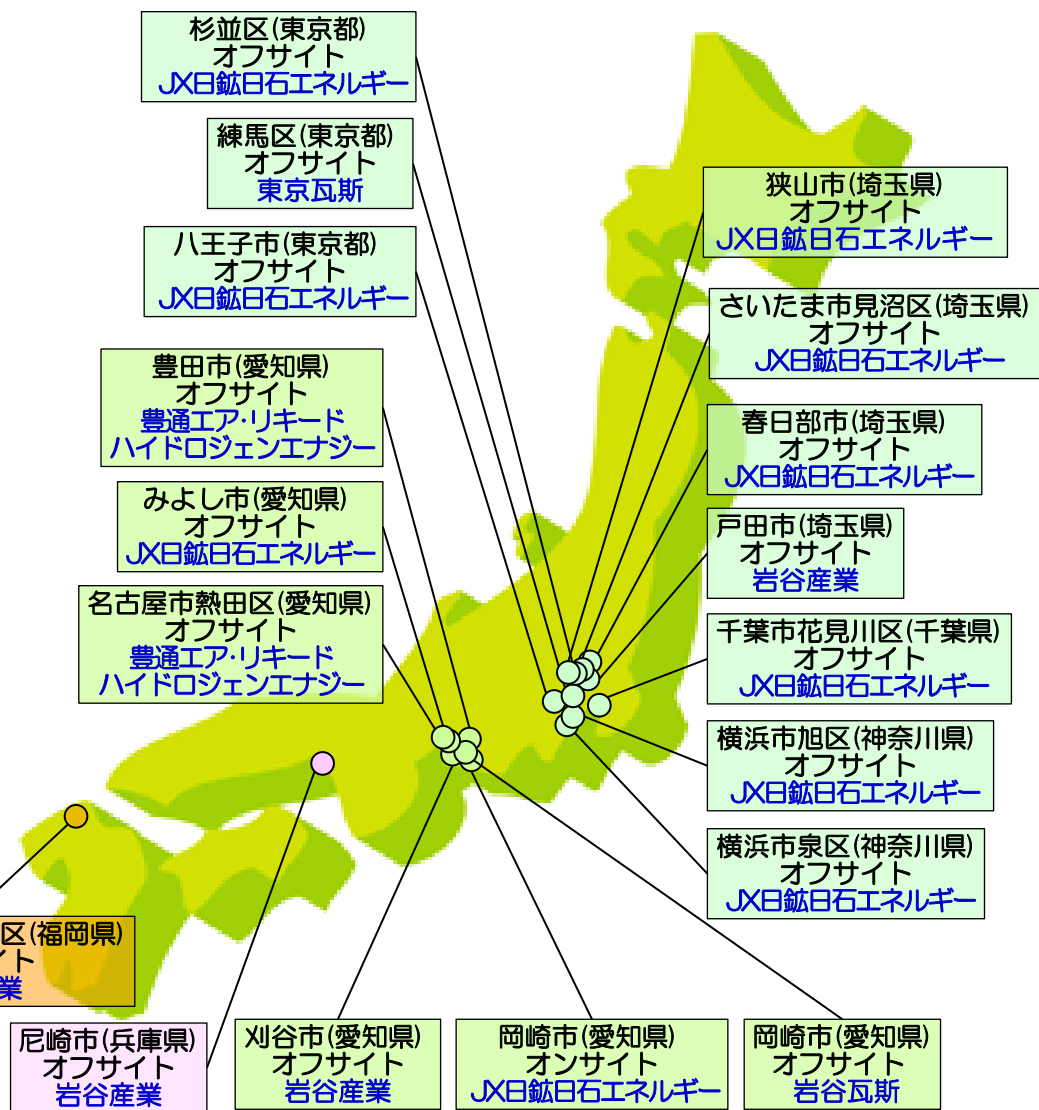 杉並区(東京都)
オフサイト
JX日鉱日石エネルギー
練馬区(東京都)
オフサイト
東京瓦斯
八王子市(東京都)
オフサイト
JX日鉱日石エネルギー
豊田市(愛知県)
オフサイト
豊通エア･リキード
ハイドロジェンエナジー
みよし市(愛知県)
オフサイト
JX日鉱日石エネルギー
名古屋市熱田区(愛知県)
オフサイト
豊通エア･リキード
ハイドロジェンエナジー
狭山市(埼玉県)
オフサイト
JX日鉱日石エネルギー
さいたま市見沼区(埼玉県)
オフサイト
JX日鉱日石エネルギー
春日部市(埼玉県)
オフサイト
JX日鉱日石エネルギー
戸田市(埼玉県)
オフサイト
岩谷産業
千葉市花見川区(千葉県)
オフサイト
JX日鉱日石エネルギー
横浜市旭区(神奈川県)
オフサイト
JX日鉱日石エネルギー
横浜市泉区(神奈川県)
オフサイト
JX日鉱日石エネルギー
区(福岡県)
イト
業
尼崎市(兵庫県)
オフサイト
岩谷産業
刈谷市(愛知県)
オフサイト
岩谷産業
岡崎市(愛知県)
オンサイト
JX日鉱日石エネルギー
岡崎市(愛知県)
オフサイト
岩谷瓦斯